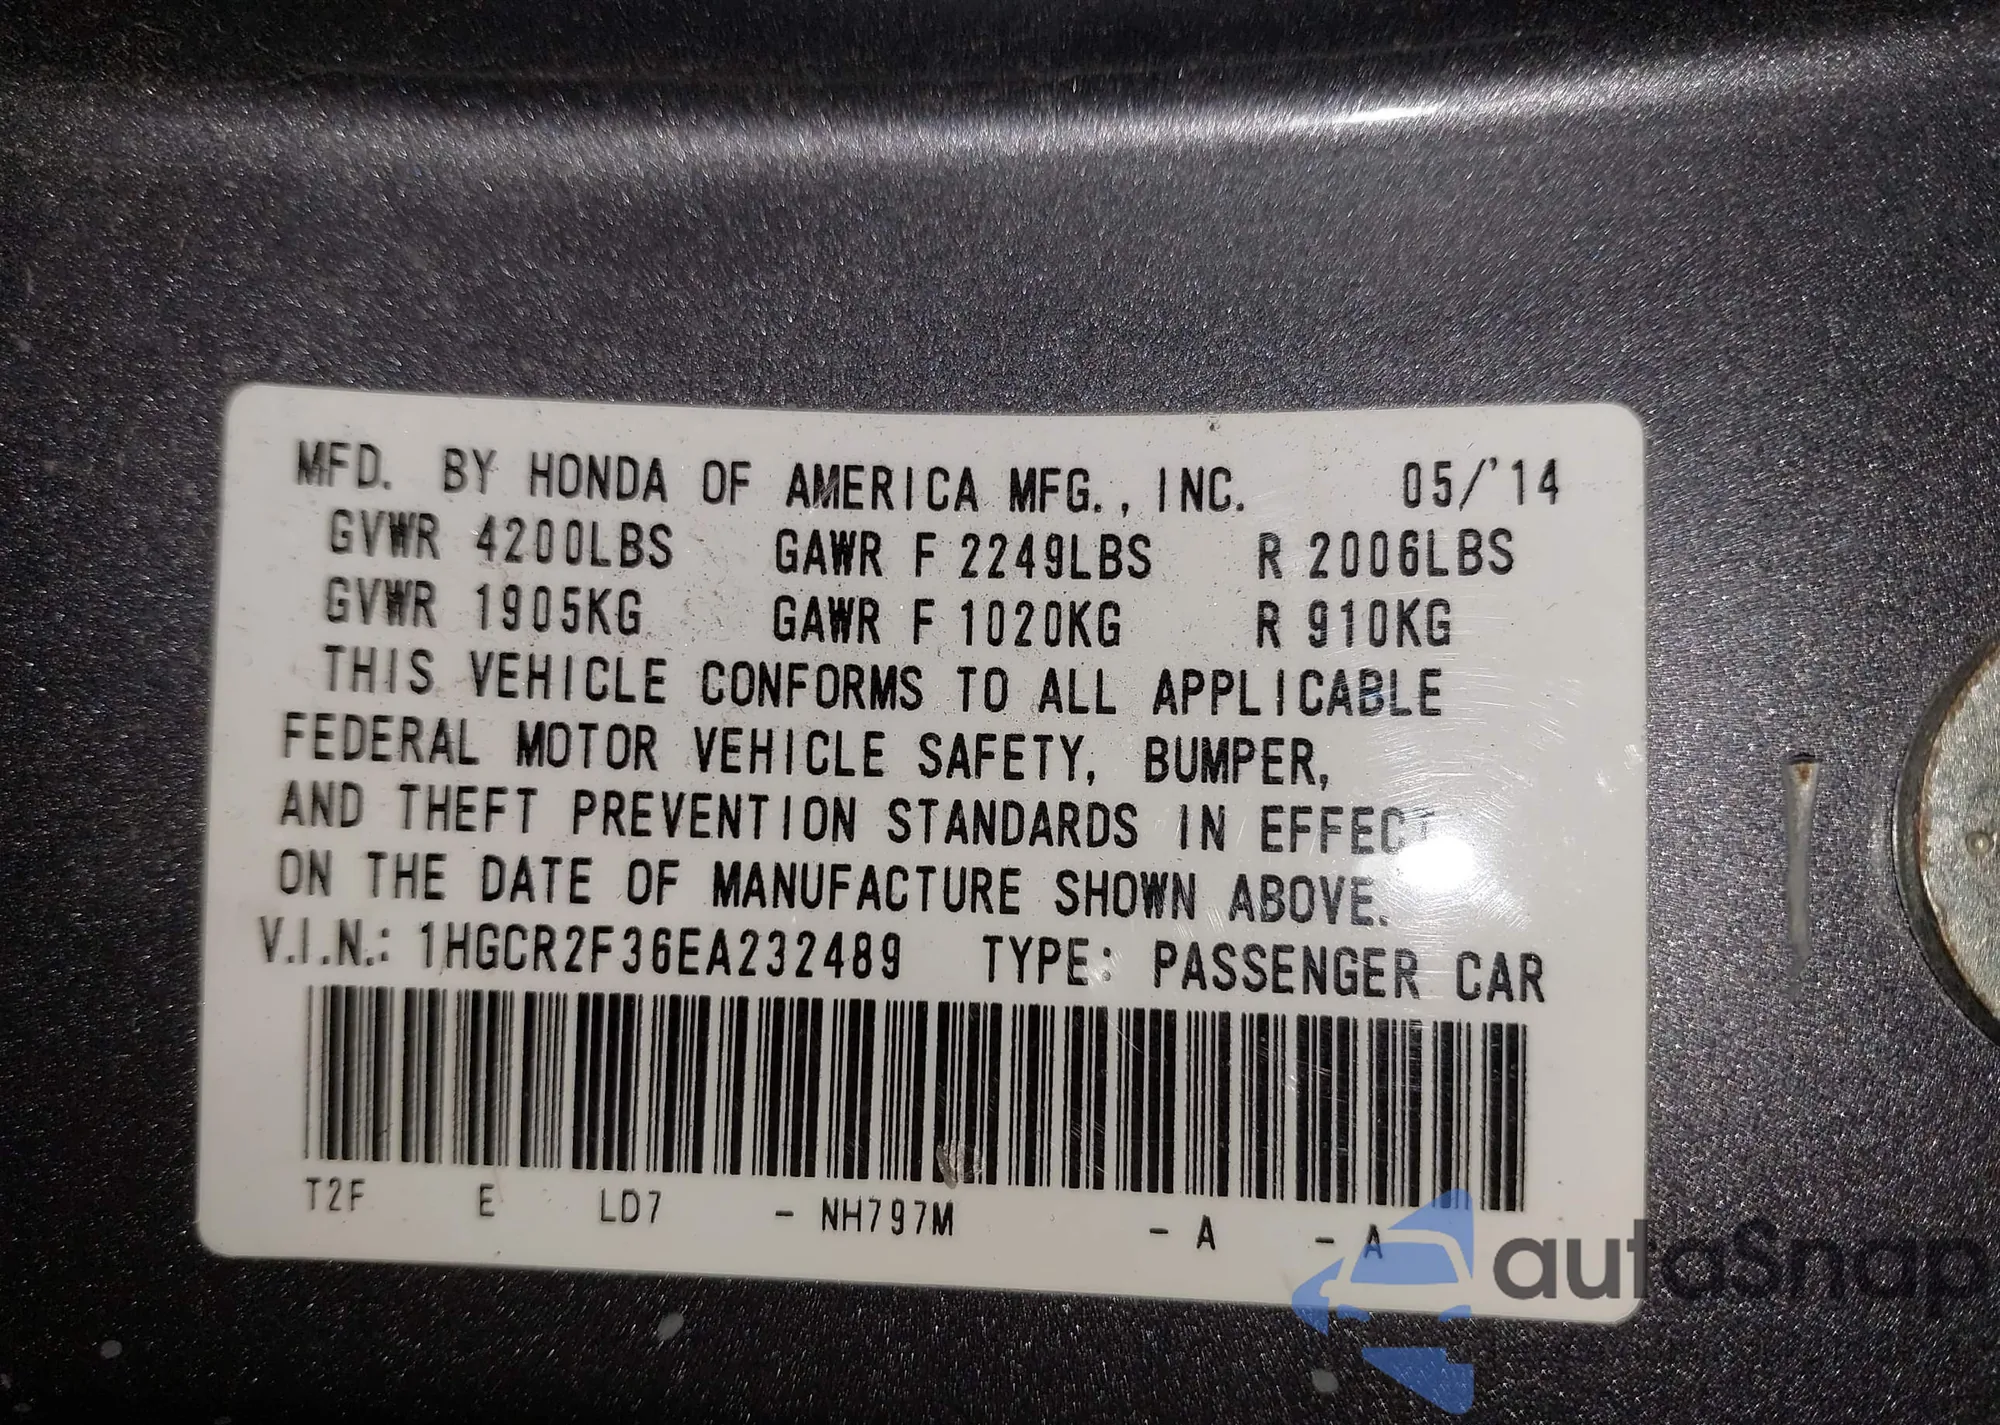 MFD. BY HONDA OF AMERICA MFG., INC. 05/'14
GVWR 4200LBS GAWR F 2249LBS R 2006LBS
GVWR 1905KG GAWR F 1020KG R 910KG
THIS VEHICLE CONFORMS TO ALL APPLICABLE
FEDERAL MOTOR VEHICLE SAFETY, BUMPER,
AND THEFT PREVENTION STANDARDS IN EFFECT
ON THE DATE OF MANUFACTURE SHOWN ABOVE.
V.I.N.: 1HGCR2F36EA232489 TYPE: PASSENGER CAR
T2F E LD7 - NH797M - A - A
autaSnap